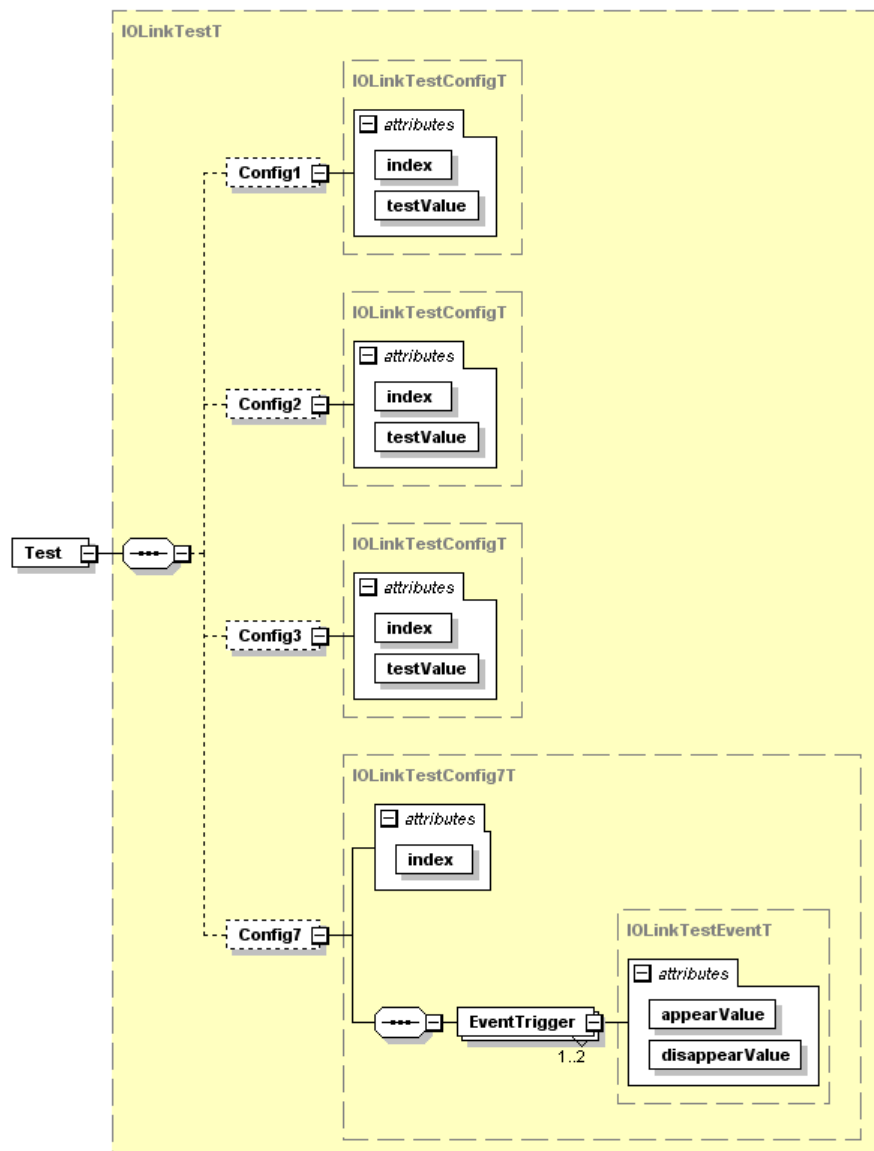 IOLinkTestT
IOLinkTestConfigT
attributes
Config1
index
testValue
IOLinkTestConfigT
attributes
Config2
index
testValue
IOLinkTestConfigT
Test
attributes
Config3
index
testValue
IOLinkTestConfig7T
attributes
index
Config7
IOLinkTestEventT
attributes
EventTrigger
appearValue
1..2
disappearValue